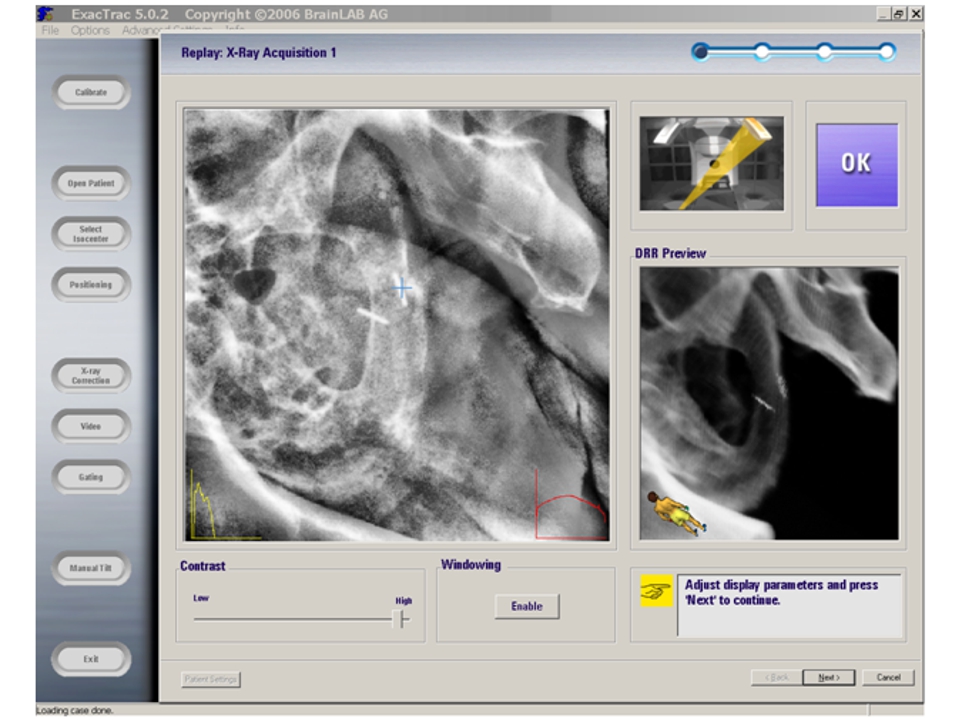 ExacTrac 5.0.2 Copyright ©2006 BrainLAB AG
File Options Advanced Settings Info
Replay: X-Ray Acquisition 1
Calibrate
Open Patient
Select
Isocenter
Positioning
X-ray
Correction
Video
Gating
Manual Tilt
Exit
OK
DRR Preview
Contrast
Low
High
Windowing
Enable
Adjust display parameters and press
'Next' to continue.
Patient Settings
< Back
Next >
Cancel
Loading case done.